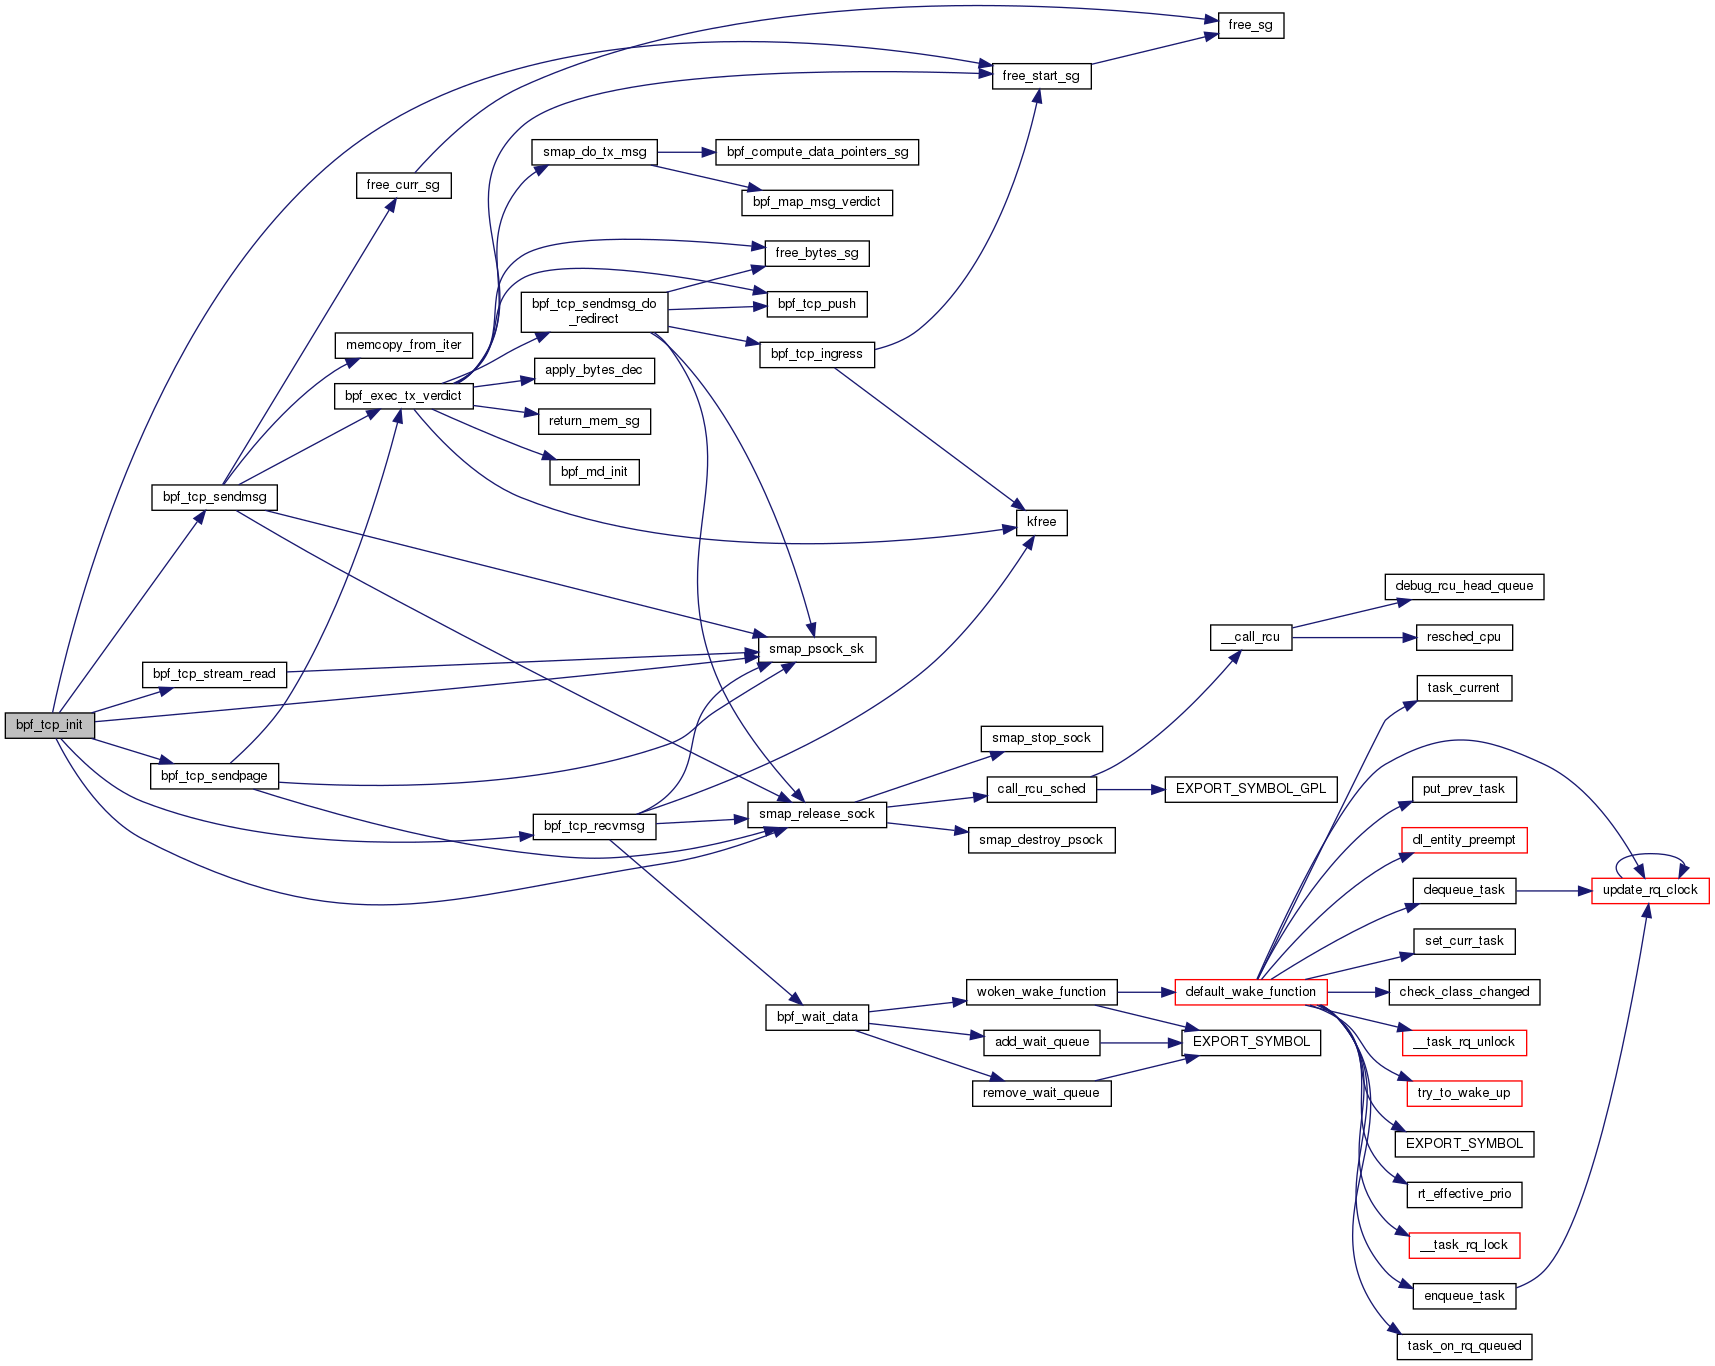 free_sg
free_start_sg
smap_do_tx_msg
bpf_compute_data_pointers_sg
free_curr_sg
bpf_map_msg_verdict
free_bytes_sg
bpf_tcp_sendmsg_do
_redirect
bpf_tcp_push
memcopy_from_iter
bpf_tcp_ingress
apply_bytes_dec
bpf_exec_tx_verdict
return_mem_sg
bpf_md_init
bpf_tcp_sendmsg
kfree
debug_rcu_head_queue
__call_rcu
resched_cpu
smap_psock_sk
bpf_tcp_stream_read
task_current
bpf_tcp_init
smap_stop_sock
bpf_tcp_sendpage
call_rcu_sched
EXPORT_SYMBOL_GPL
put_prev_task
smap_release_sock
bpf_tcp_recvmsg
smap_destroy_psock
dl_entity_preempt
dequeue_task
update_rq_clock
set_curr_task
woken_wake_function
default_wake_function
check_class_changed
bpf_wait_data
add_wait_queue
EXPORT_SYMBOL
__task_rq_unlock
remove_wait_queue
try_to_wake_up
EXPORT_SYMBOL
rt_effective_prio
__task_rq_lock
enqueue_task
task_on_rq_queued